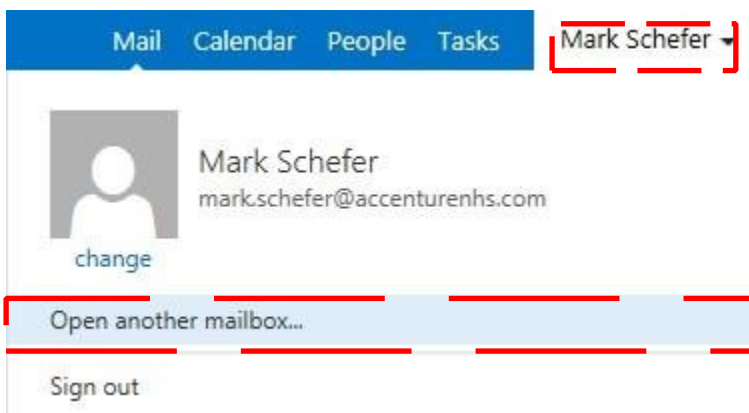 Mail Calendar People Tasks Mark Schefer
Mark Schefer
mark.schefer@accenturenhs.com
change
Open another mailbox...
Sign out